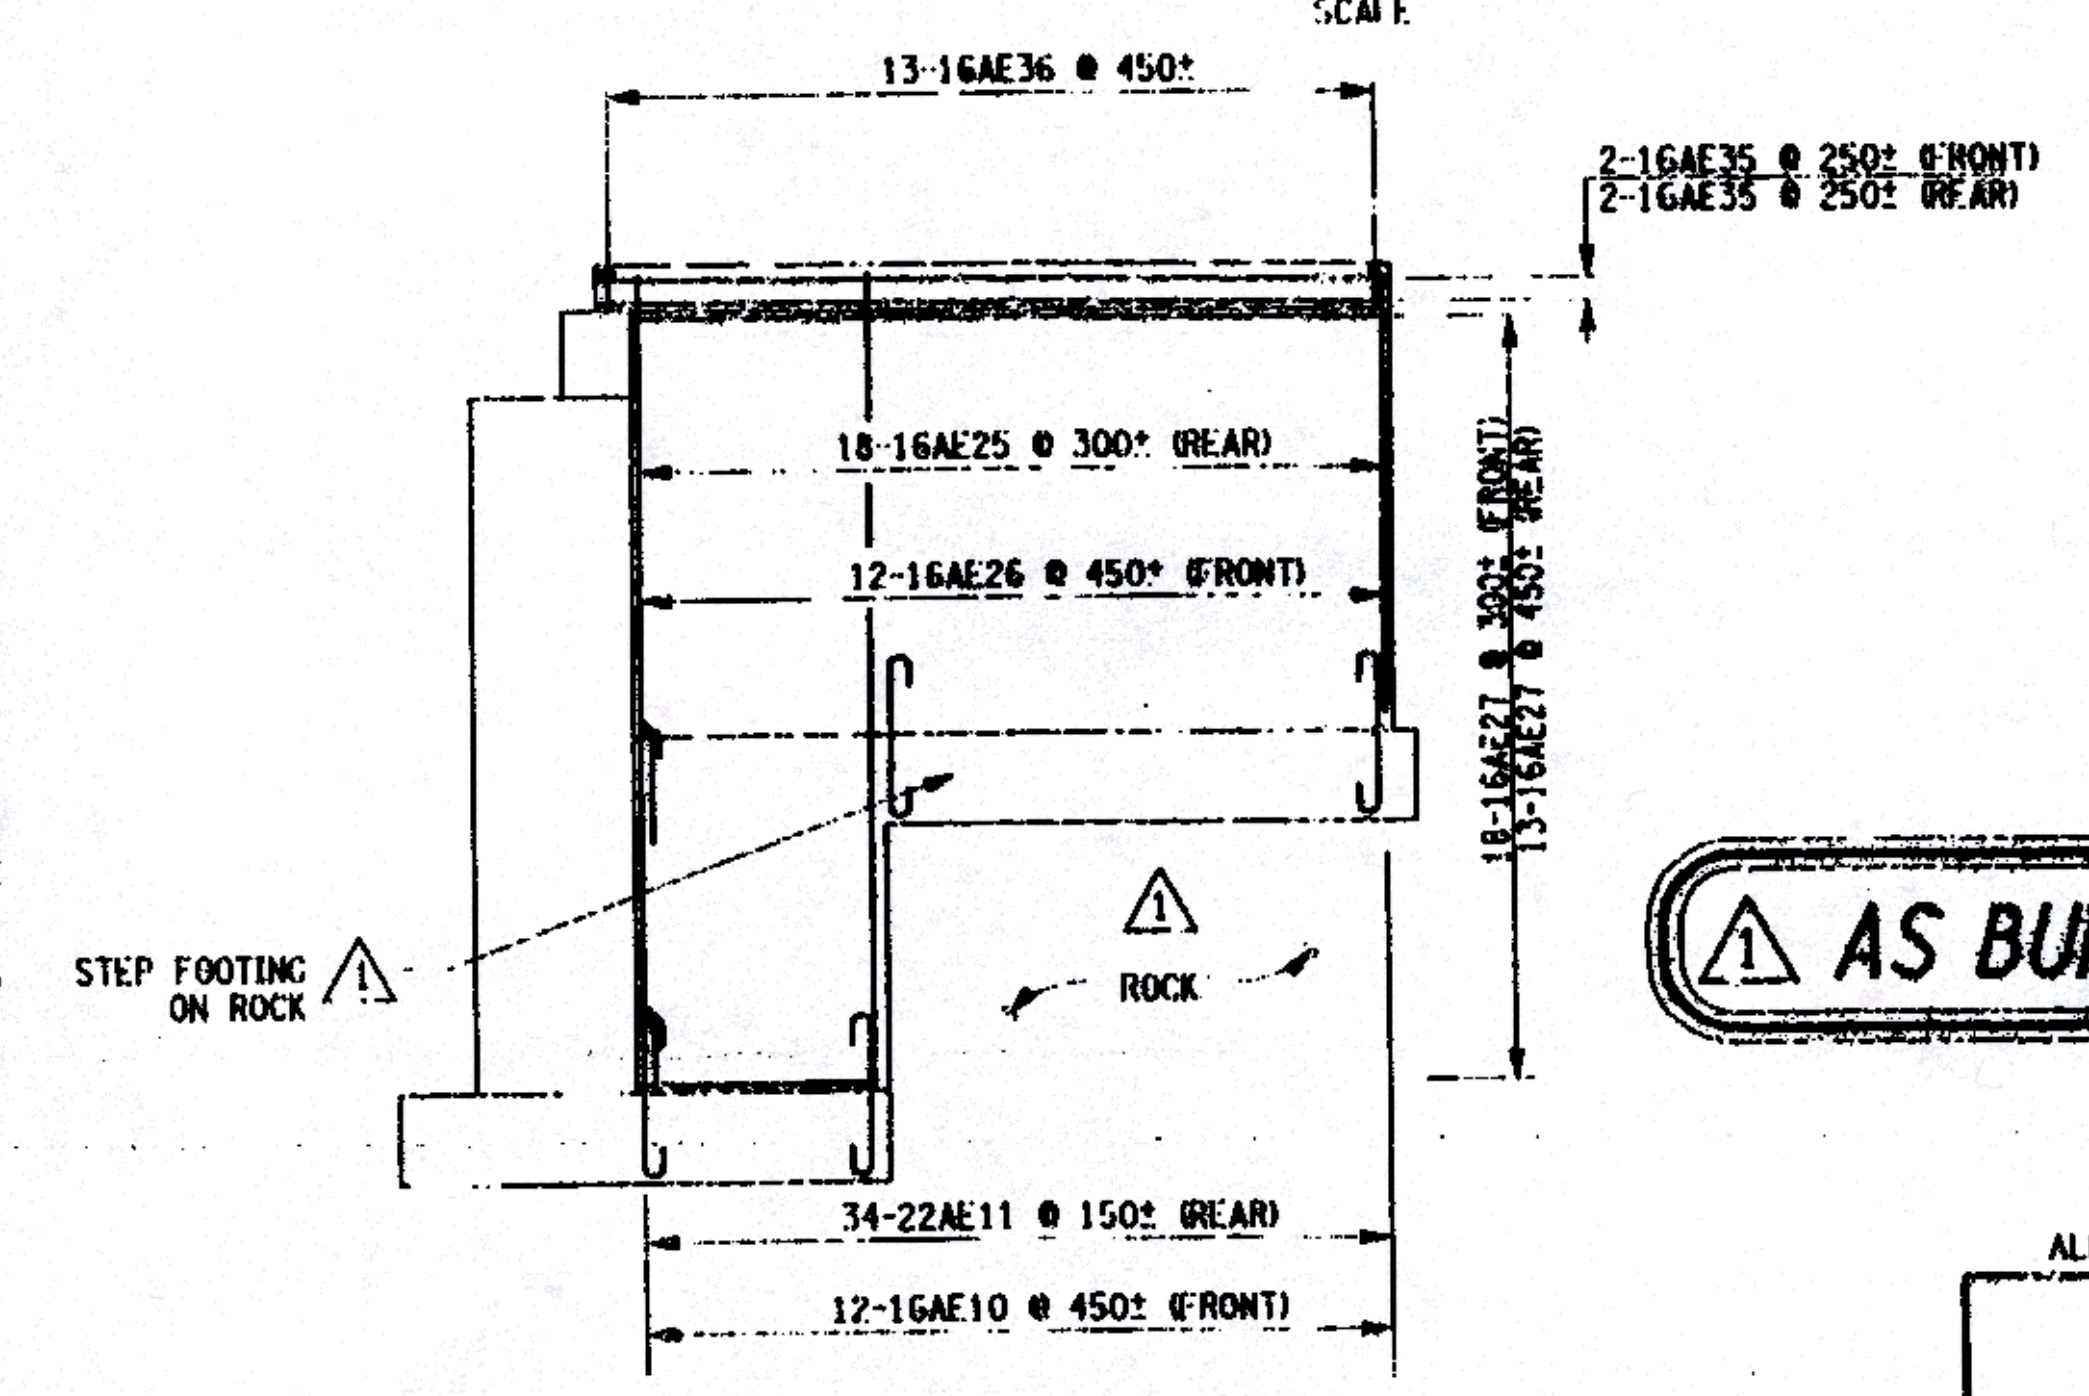 SCALE
13-16AE36 @ 450±
2-16AE35 @ 250± (FRONT)
2-16AE35 @ 250± (REAR)
18-16AE25 @ 300± (REAR)
12-16AE26 @ 450± (FRONT)
18-16AE27 @ 300± (FRONT)
13-16AE27 @ 450± (REAR)
1
STEP FOOTING 1
ON ROCK
ROCK
1 AS BUI
34-22AE11 @ 150± (REAR)
12-16AE10 @ 450± (FRONT)
AL